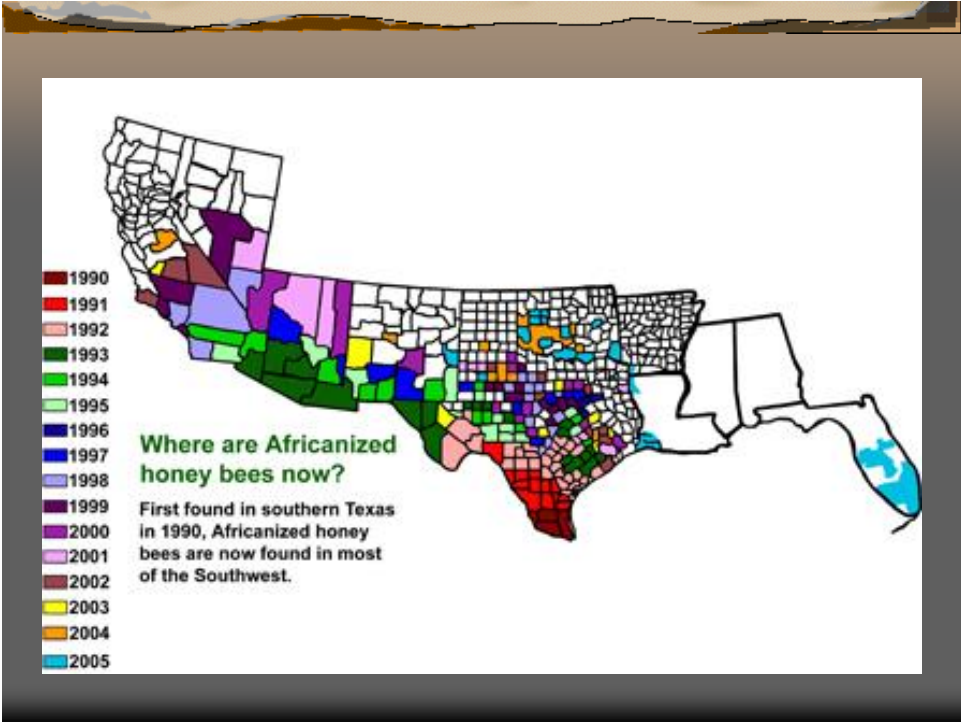 1990
1991
1992
1993
1994
1995
1996
1997
1998
1999
2000
2001
2002
2003
2004
2005
Where are Africanized
honey bees now?
First found in southern Texas
in 1990, Africanized honey
bees are now found in most
of the Southwest.